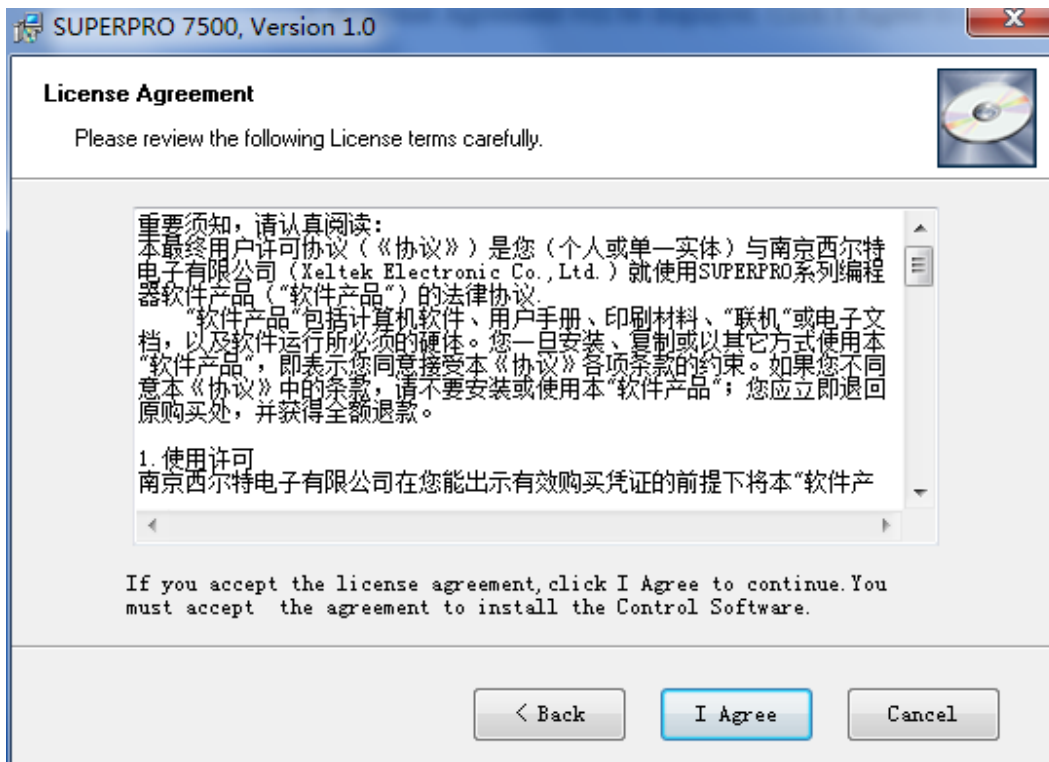 SUPERPRO 7500, Version 1.0
X
License Agreement
Please review the following License terms carefully.
重要须知，请认真阅读：
本最终用户许可协议（《协议》）是您（个人或单一实体）与南京西尔特
电子有限公司（Xeltek Electronic Co.,Ltd.）就使用SUPERPRO系列编程
器软件产品（"软件产品"）的法律协议.
"软件产品"包括计算机软件、用户手册、印刷材料、"联机"或电子文
档，以及软件运行所必须的硬体。您一旦安装、复制或以其它方式使用本
"软件产品"，即表示您同意接受本《协议》各项条款的约束。如果您不同
意本《协议》中的条款，请不要安装或使用本"软件产品"；您应立即退回
原购买处，并获得全额退款。
1.使用许可
南京西尔特电子有限公司在您能出示有效购买凭证的前提下将本"软件产
If you accept the license agreement,click I Agree to continue.You
must accept  the agreement to install the Control Software.
< Back
I Agree
Cancel